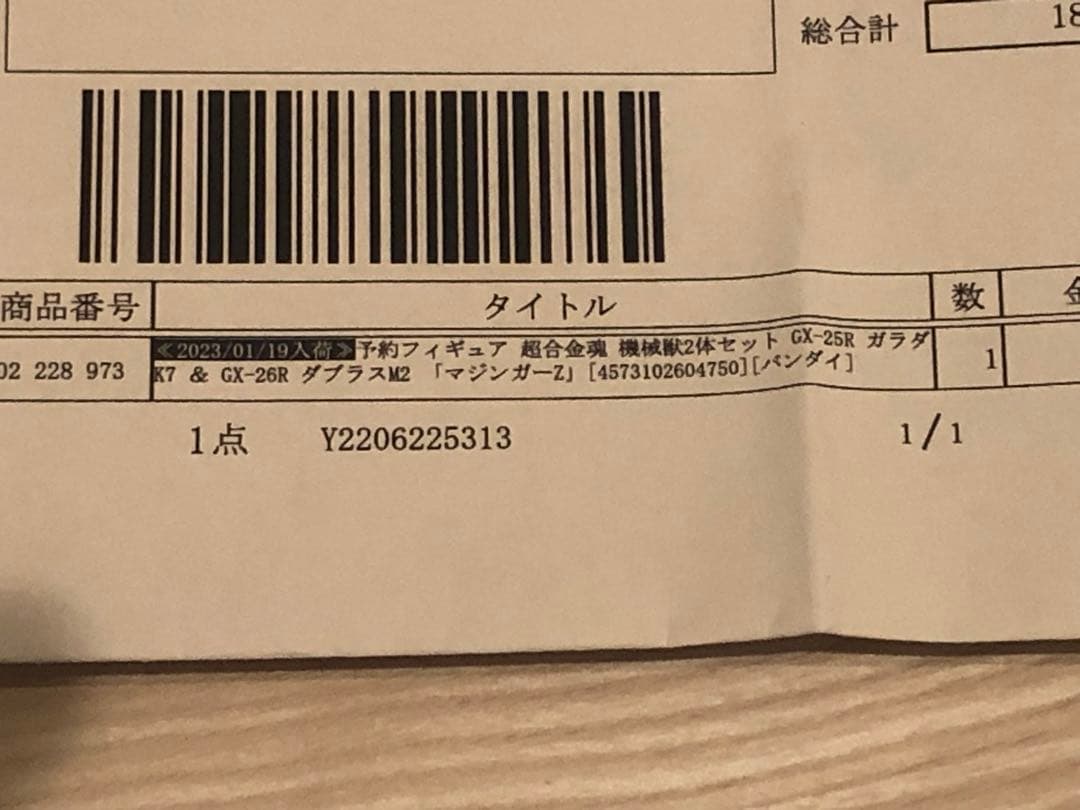 総合計 18
商品番号 タイトル 数
02 228 973 ≪2023/01/19入荷≫予約フィギュア 超合金魂 機械獣2体セット GX-25R ガラダ 1
K7 & GX-26R ダブラスM2 「マジンガーZ」[4573102604750][バンダイ]
1点 Y2206225313 1/1